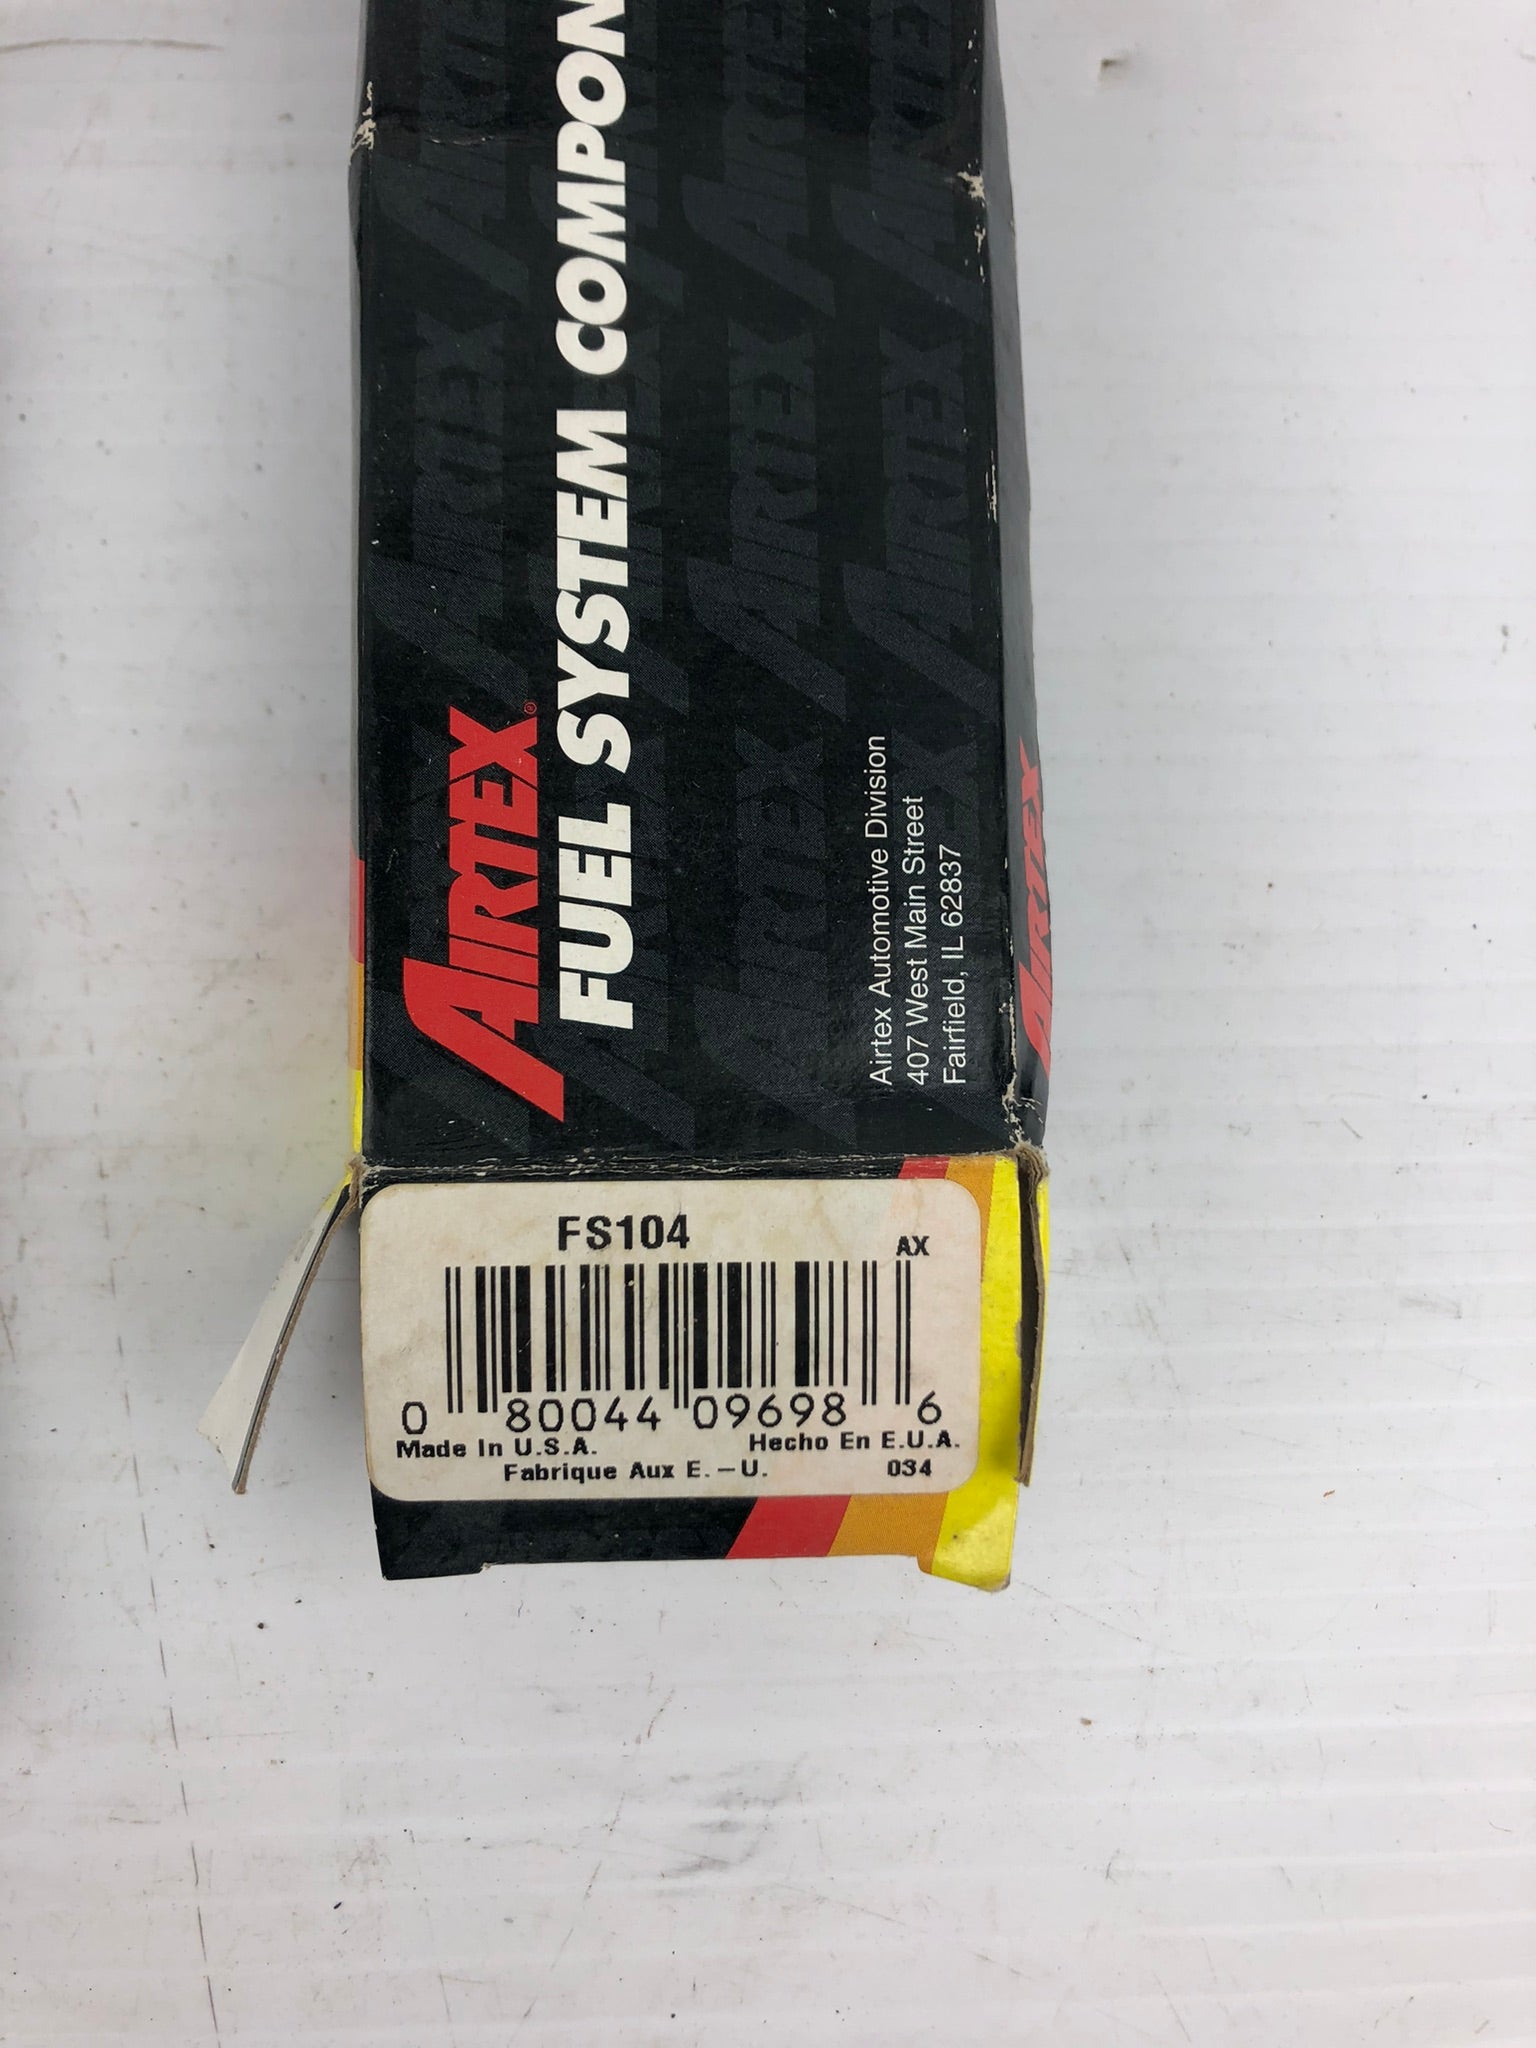 AIRTEX®
FUEL SYSTEM COMPON
Airtex Automotive Division
407 West Main Street
Fairfield, IL 62837
AIRTEX
FS104
AX
0 80044 09698 6
Made In U.S.A. Hecho En E.U.A.
Fabrique Aux E.-U. 034